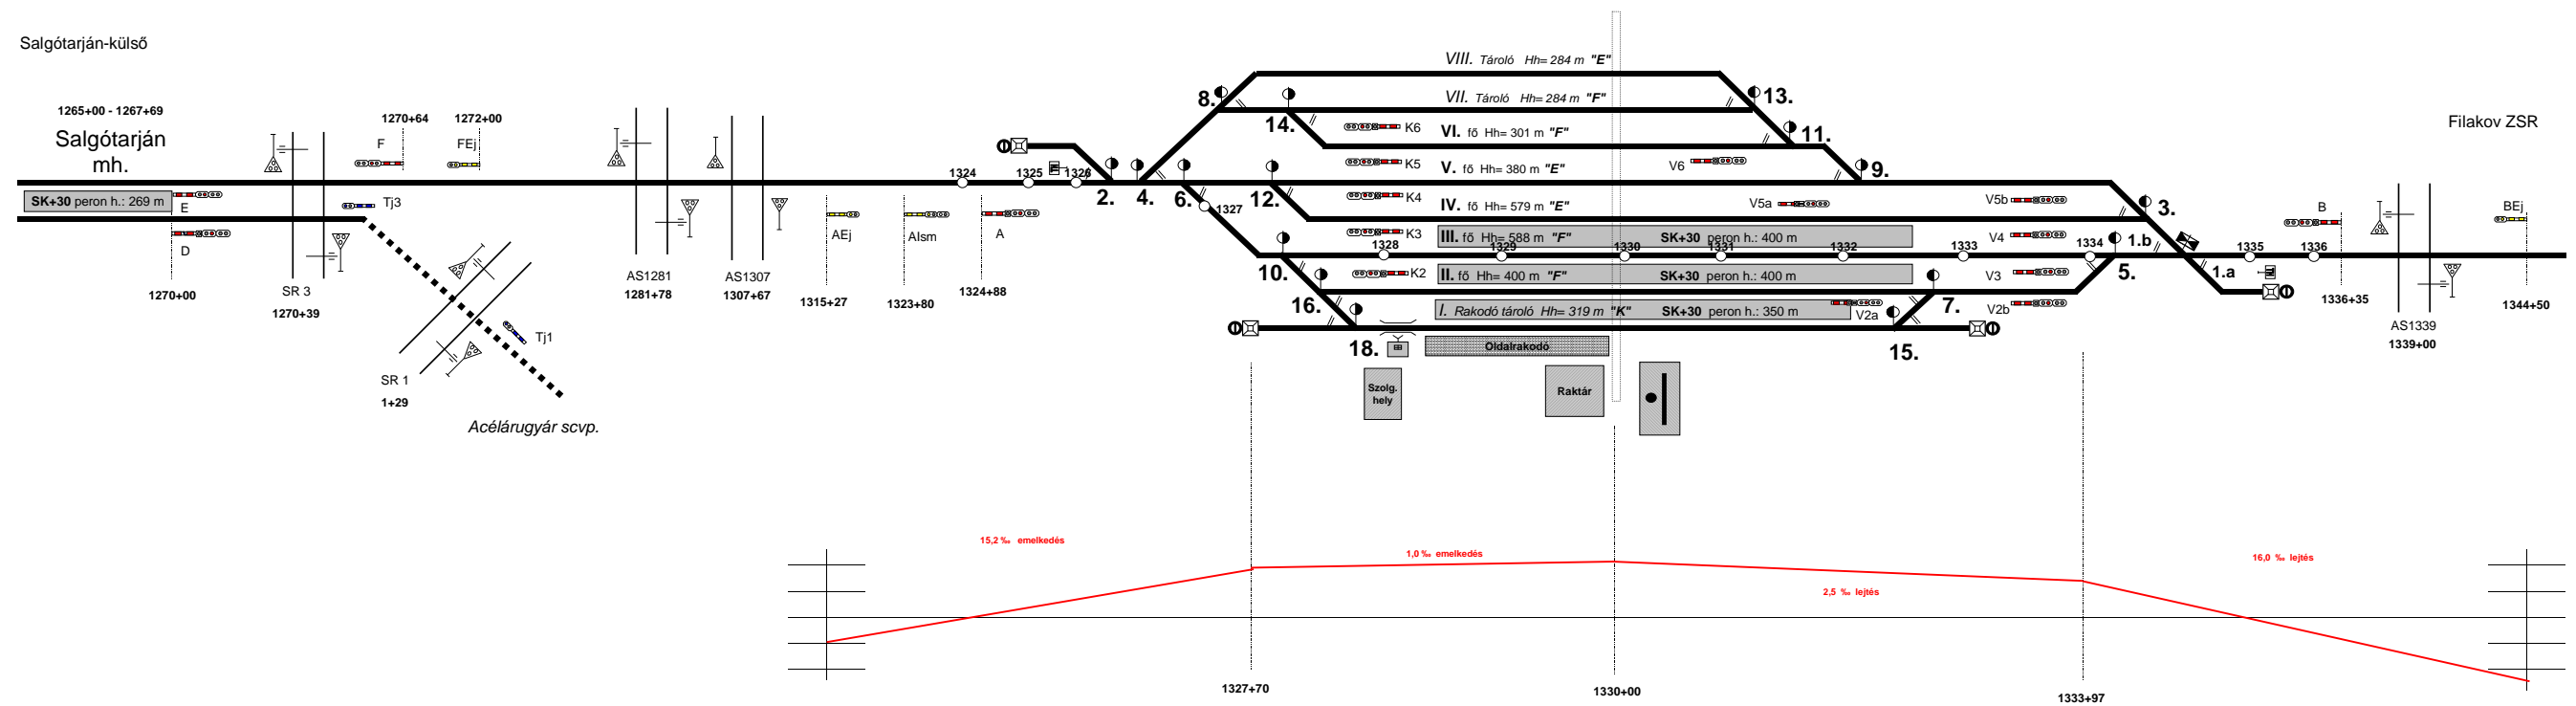 Salgótarján-külső
Filakov ZSR
1265+00 - 1267+69
Salgótarján
mh.
SK+30 peron h.: 269 m
E
D
1270+00
SR 3
1270+39
F
1270+64
FEj
1272+00
Tj3
Tj1
SR 1
1+29
Acélárugyár scvp.
AS1281
1281+78
AS1307
1307+67
AEj
1315+27
AIsm
1323+80
A
1324+88
1324
1325
1326
1327
2.
4.
6.
8.
10.
12.
14.
16.
18.
VIII. Tároló Hh= 284 m "E"
VII. Tároló Hh= 284 m "F"
K6
VI. fő Hh= 301 m "F"
K5
V. fő Hh= 380 m "E"
V6
K4
IV. fő Hh= 579 m "E"
V5a
V5b
K3
III. fő Hh= 588 m "F"
SK+30 peron h.: 400 m
V4
1328
1329
1330
1331
1332
1333
1334
1335
1336
K2
II. fő Hh= 400 m "F"
SK+30 peron h.: 400 m
V3
I. Rakodó tároló Hh= 319 m "K"
SK+30 peron h.: 350 m
V2a
V2b
13.
11.
9.
3.
1.b
1.a
5.
7.
15.
Oldalrakodó
Szolg.
hely
Raktár
B
1336+35
AS1339
1339+00
BEj
1344+50
15,2 ‰ emelkedés
1,0 ‰ emelkedés
2,5 ‰ lejtés
16,0 ‰ lejtés
1327+70
1330+00
1333+97